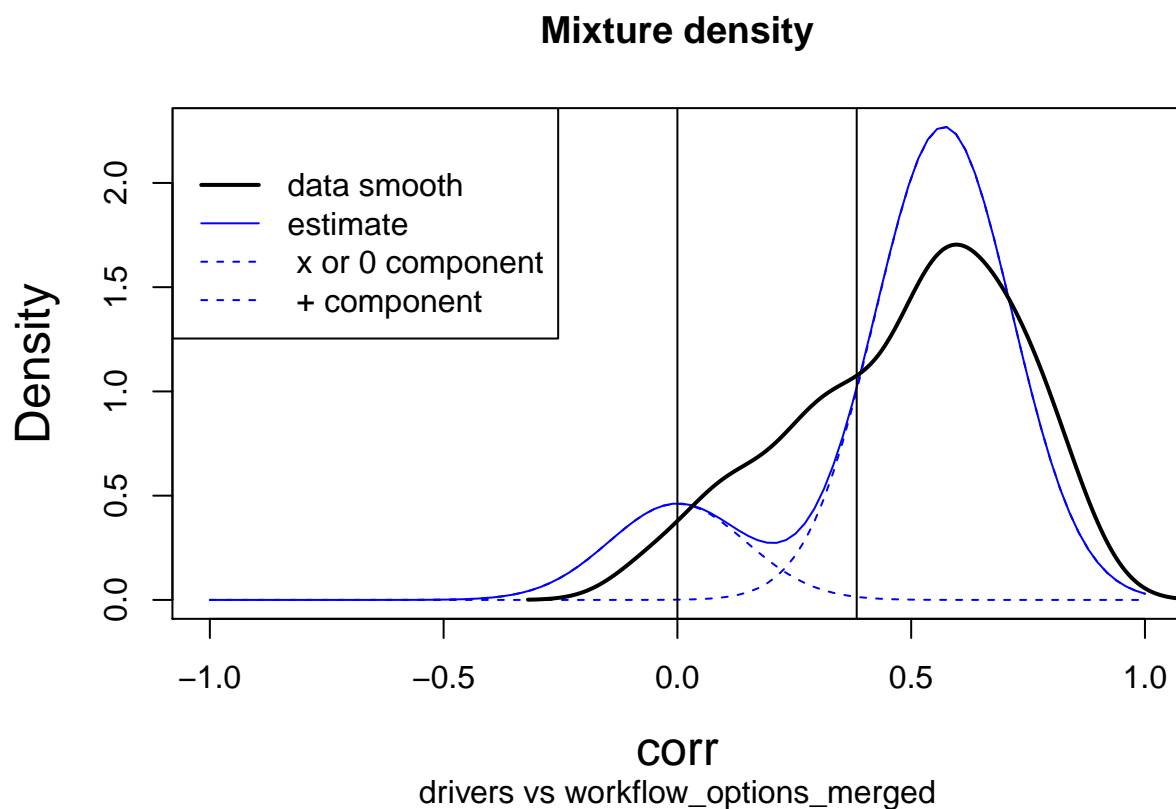 Mixture density
data smooth
estimate
x or 0 component
+ component
Density
0.0
0.5
1.0
1.5
2.0
−1.0
−0.5
0.0
0.5
1.0
corr
drivers vs workflow_options_merged